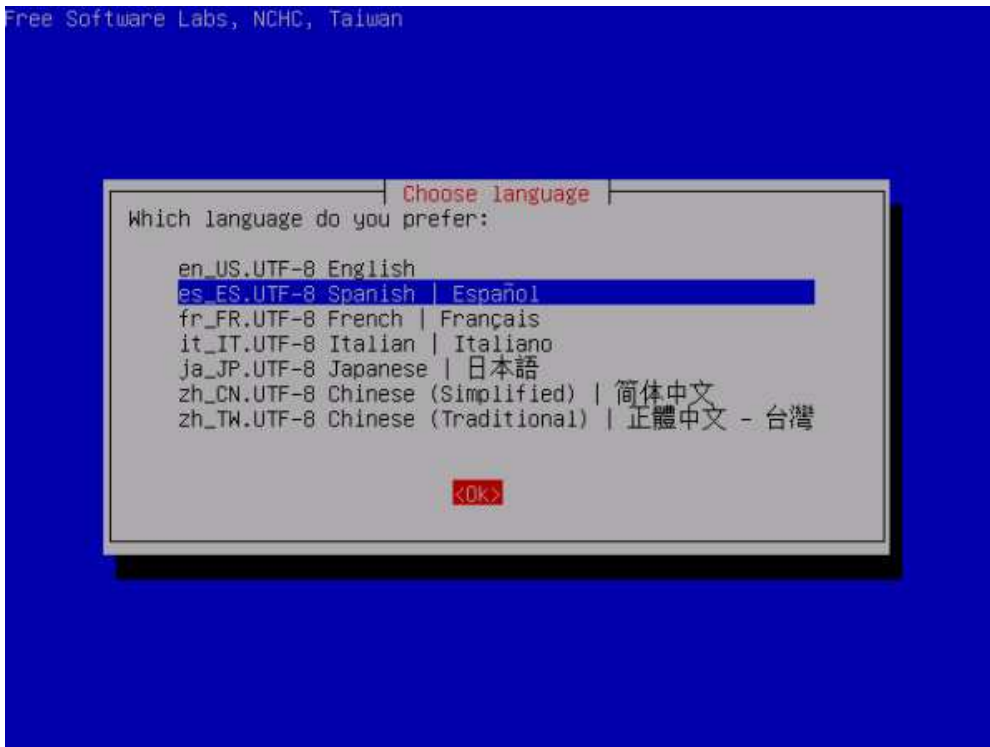 Free Software Labs, NCHC, Taiwan
Choose language
Which language do you prefer:
en_US.UTF-8 English
es_ES.UTF-8 Spanish | Español
fr_FR.UTF-8 French | Français
it_IT.UTF-8 Italian | Italiano
ja_JP.UTF-8 Japanese | 日本語
zh_CN.UTF-8 Chinese (Simplified) | 简体中文
zh_TW.UTF-8 Chinese (Traditional) | 正體中文 - 台灣
<Ok>